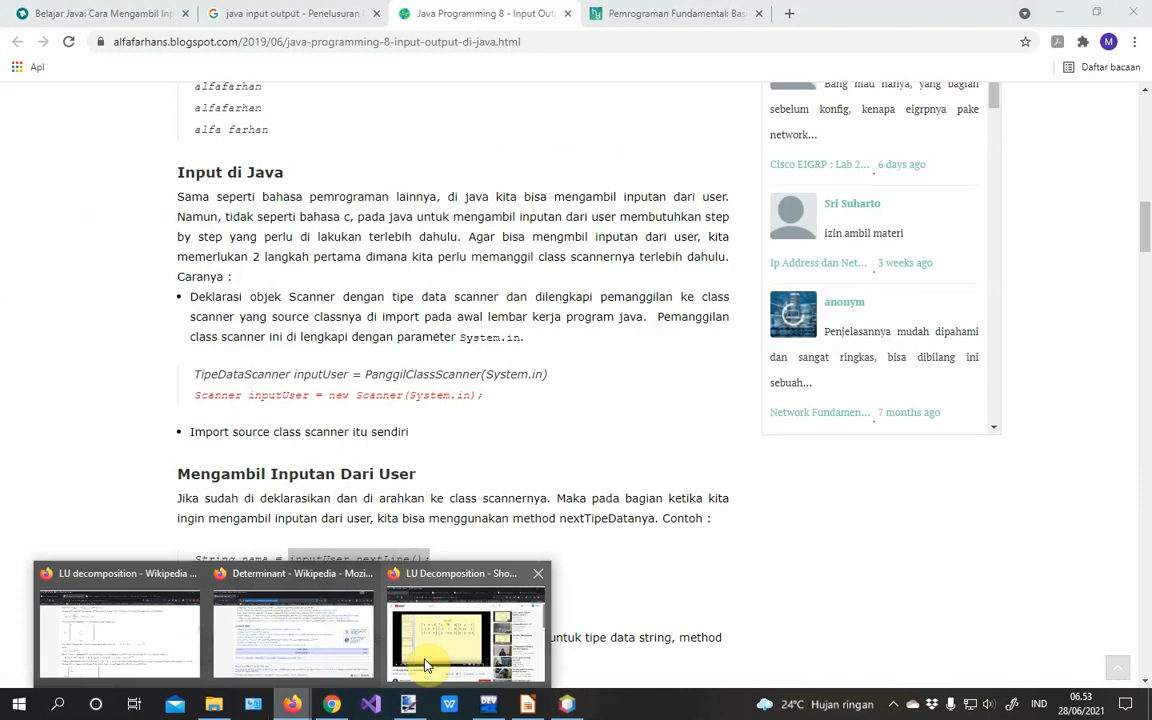 Belajar Java: Cara Mengambil Inp
java input output - Penelusuran G
Java Programming 8 - Input Outp
Pemrograman Fundamental: Bas
alfafarhans.blogspot.com/2019/06/java-programming-8-input-output-di-java.html
M
Apl
Daftar bacaan
alfafarhan
alfafarhan
alfa farhan
Input di Java
Sama seperti bahasa pemrograman lainnya, di java kita bisa mengambil inputan dari user.
Namun, tidak seperti bahasa c, pada java untuk mengambil inputan dari user membutuhkan step
by step yang perlu di lakukan terlebih dahulu. Agar bisa mengmbil inputan dari user, kita
memerlukan 2 langkah pertama dimana kita perlu memanggil class scannernya terlebih dahulu.
Caranya :
• Deklarasi objek Scanner dengan tipe data scanner dan dilengkapi pemanggilan ke class
scanner yang source classnya di import pada awal lembar kerja program java. Pemanggilan
class scanner ini di lengkapi dengan parameter System.in.
TipeDataScanner inputUser = PanggilClassScanner(System.in)
Scanner inputUser = new Scanner(System.in);
• Import source class scanner itu sendiri
Mengambil Inputan Dari User
Jika sudah di deklarasikan dan di arahkan ke class scannernya. Maka pada bagian ketika kita
ingin mengambil inputan dari user, kita bisa menggunakan method nextTipeDatanya. Contoh :
String nama = inputUser.nextLine();
untuk tipe data string, method
Bang mau nanya, yang bagian
sebelum konfig, kenapa eigrpnya pake
network...
Cisco EIGRP : Lab 2... , 6 days ago
Sri Suharto
izin ambil materi
Ip Address dan Net... , 3 weeks ago
anonym
Penjelasannya mudah dipahami
dan sangat ringkas, bisa dibilang ini
sebuah...
Network Fundamen... , 7 months ago
LU decomposition - Wikipedia ...
Determinant - Wikipedia - Mozi...
LU Decomposition - Sho...
24°C Hujan ringan
IND
06.53
28/06/2021